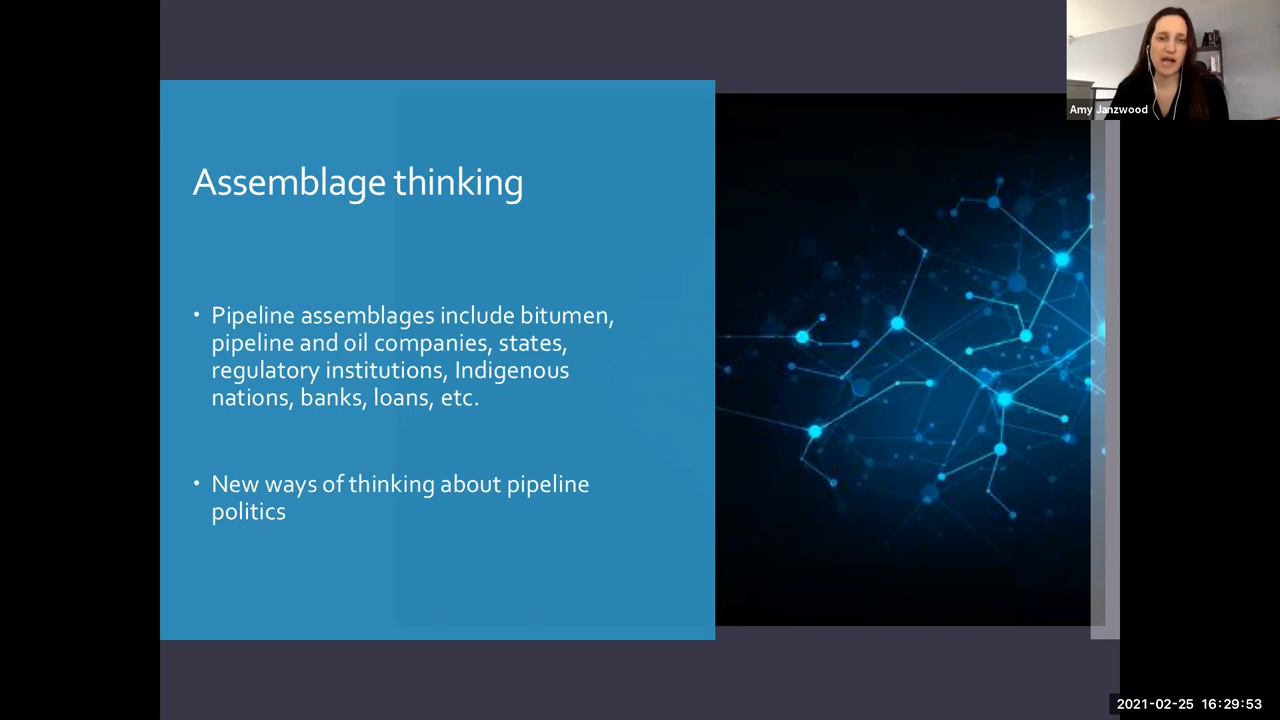 Amy Janzwood
Assemblage thinking
• Pipeline assemblages include bitumen,
pipeline and oil companies, states,
regulatory institutions, Indigenous
nations, banks, loans, etc.
• New ways of thinking about pipeline
politics
2021-02-25 16:29:53